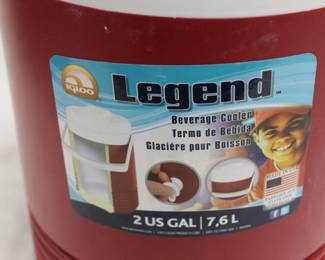 IGLOO
Legend
Beverage Cooler
Termo de Bebida
Glacière pour Boisson
2 US GAL | 7,6 L